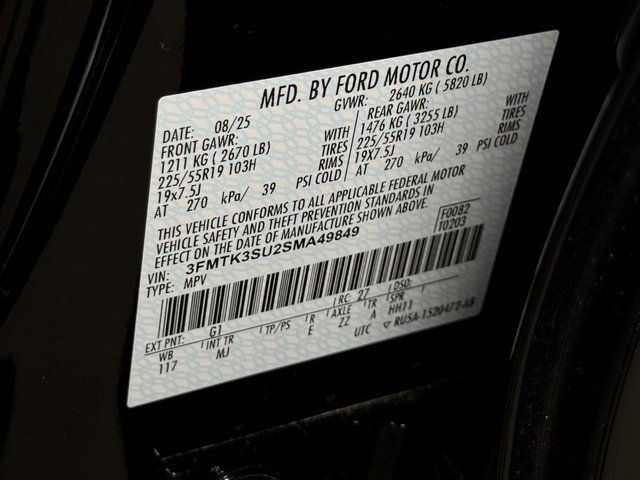 MFD. BY FORD MOTOR CO.
DATE: 08/25 GVWR: 2640 KG ( 5820 LB)
FRONT GAWR: REAR GAWR:
1211 KG ( 2670 LB) WITH 1476 KG ( 3255 LB) WITH
225/55R19 103H TIRES 225/55R19 103H TIRES
19x7.5J RIMS 19X7.5J RIMS
AT 270 kPa/ 39 PSI COLD AT 270 kPa/ 39 PSI COLD
THIS VEHICLE CONFORMS TO ALL APPLICABLE FEDERAL MOTOR
VEHICLE SAFETY AND THEFT PREVENTION STANDARDS IN
EFFECT ON THE DATE OF MANUFACTURE SHOWN ABOVE.
VIN: 3FMTK3SU2SMA49849 F0082
TYPE: MPV T0203
EXT PNT: G1 RC: 27 DSO:
WB INT TR TP/PS R AXLE TR SPR
117 MJ E ZZ A HH11
UTC ▽ RU5A-1520472-AB